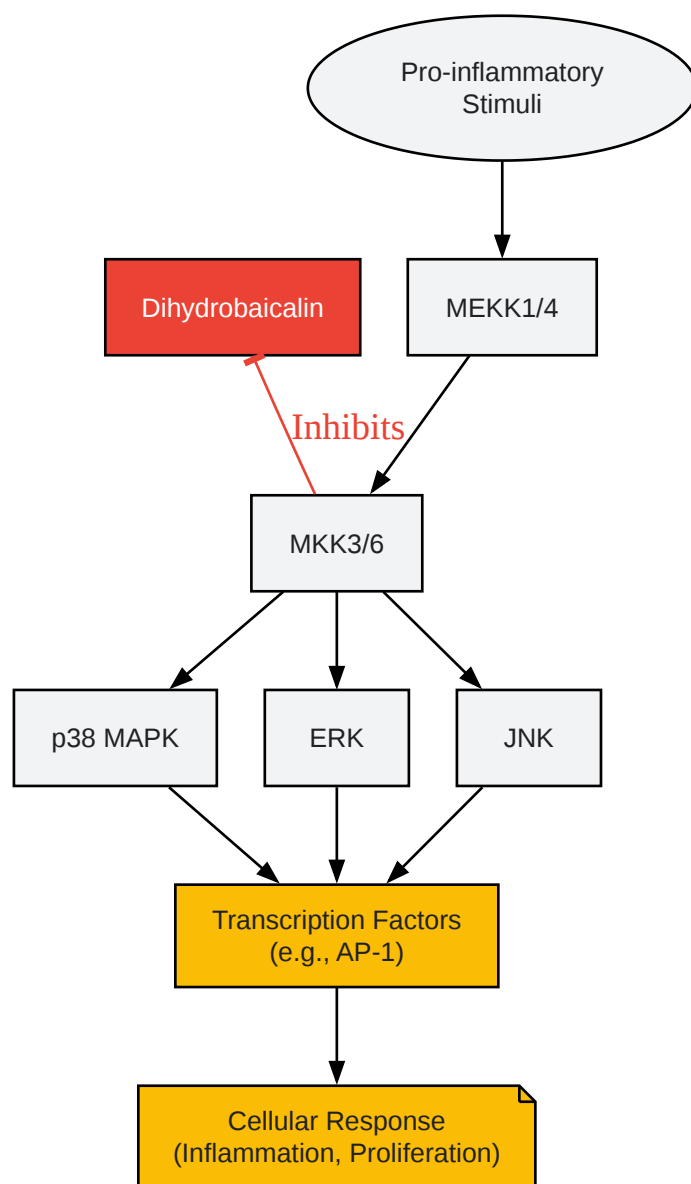 Pro-inflammatory
Stimuli
Dihydrobaicalin
MEKK1/4
Inhibits
MKK3/6
p38 MAPK
ERK
JNK
Transcription Factors
(e.g., AP-1)
Cellular Response
(Inflammation, Proliferation)